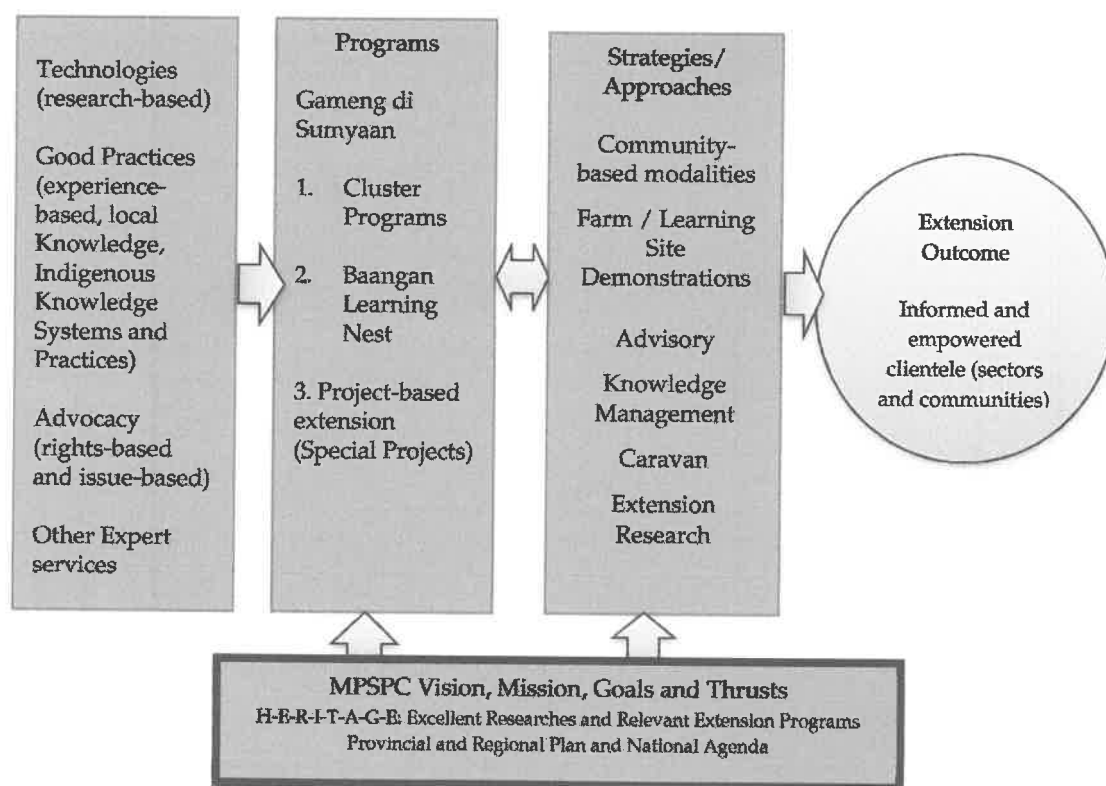 Technologies
(research-based)
Good Practices
(experience-
based, local
Knowledge,
Indigenous
Knowledge
Systems and
Practices)
Advocacy
(rights-based
and issue-based)
Other Expert
services
Programs
Gameng di
Sumyaan
1. Cluster
Programs
2. Baangan
Learning
Nest
3. Project-based
extension
(Special Projects)
Strategies/
Approaches
Community-
based modalities
Farm / Learning
Site
Demonstrations
Advisory
Knowledge
Management
Caravan
Extension
Research
Extension
Outcome
Informed and
empowered
clientele (sectors
and communities)
MPSPC Vision, Mission, Goals and Thrusts
H-E-R-I-T-A-G-E: Excellent Researches and Relevant Extension Programs
Provincial and Regional Plan and National Agenda